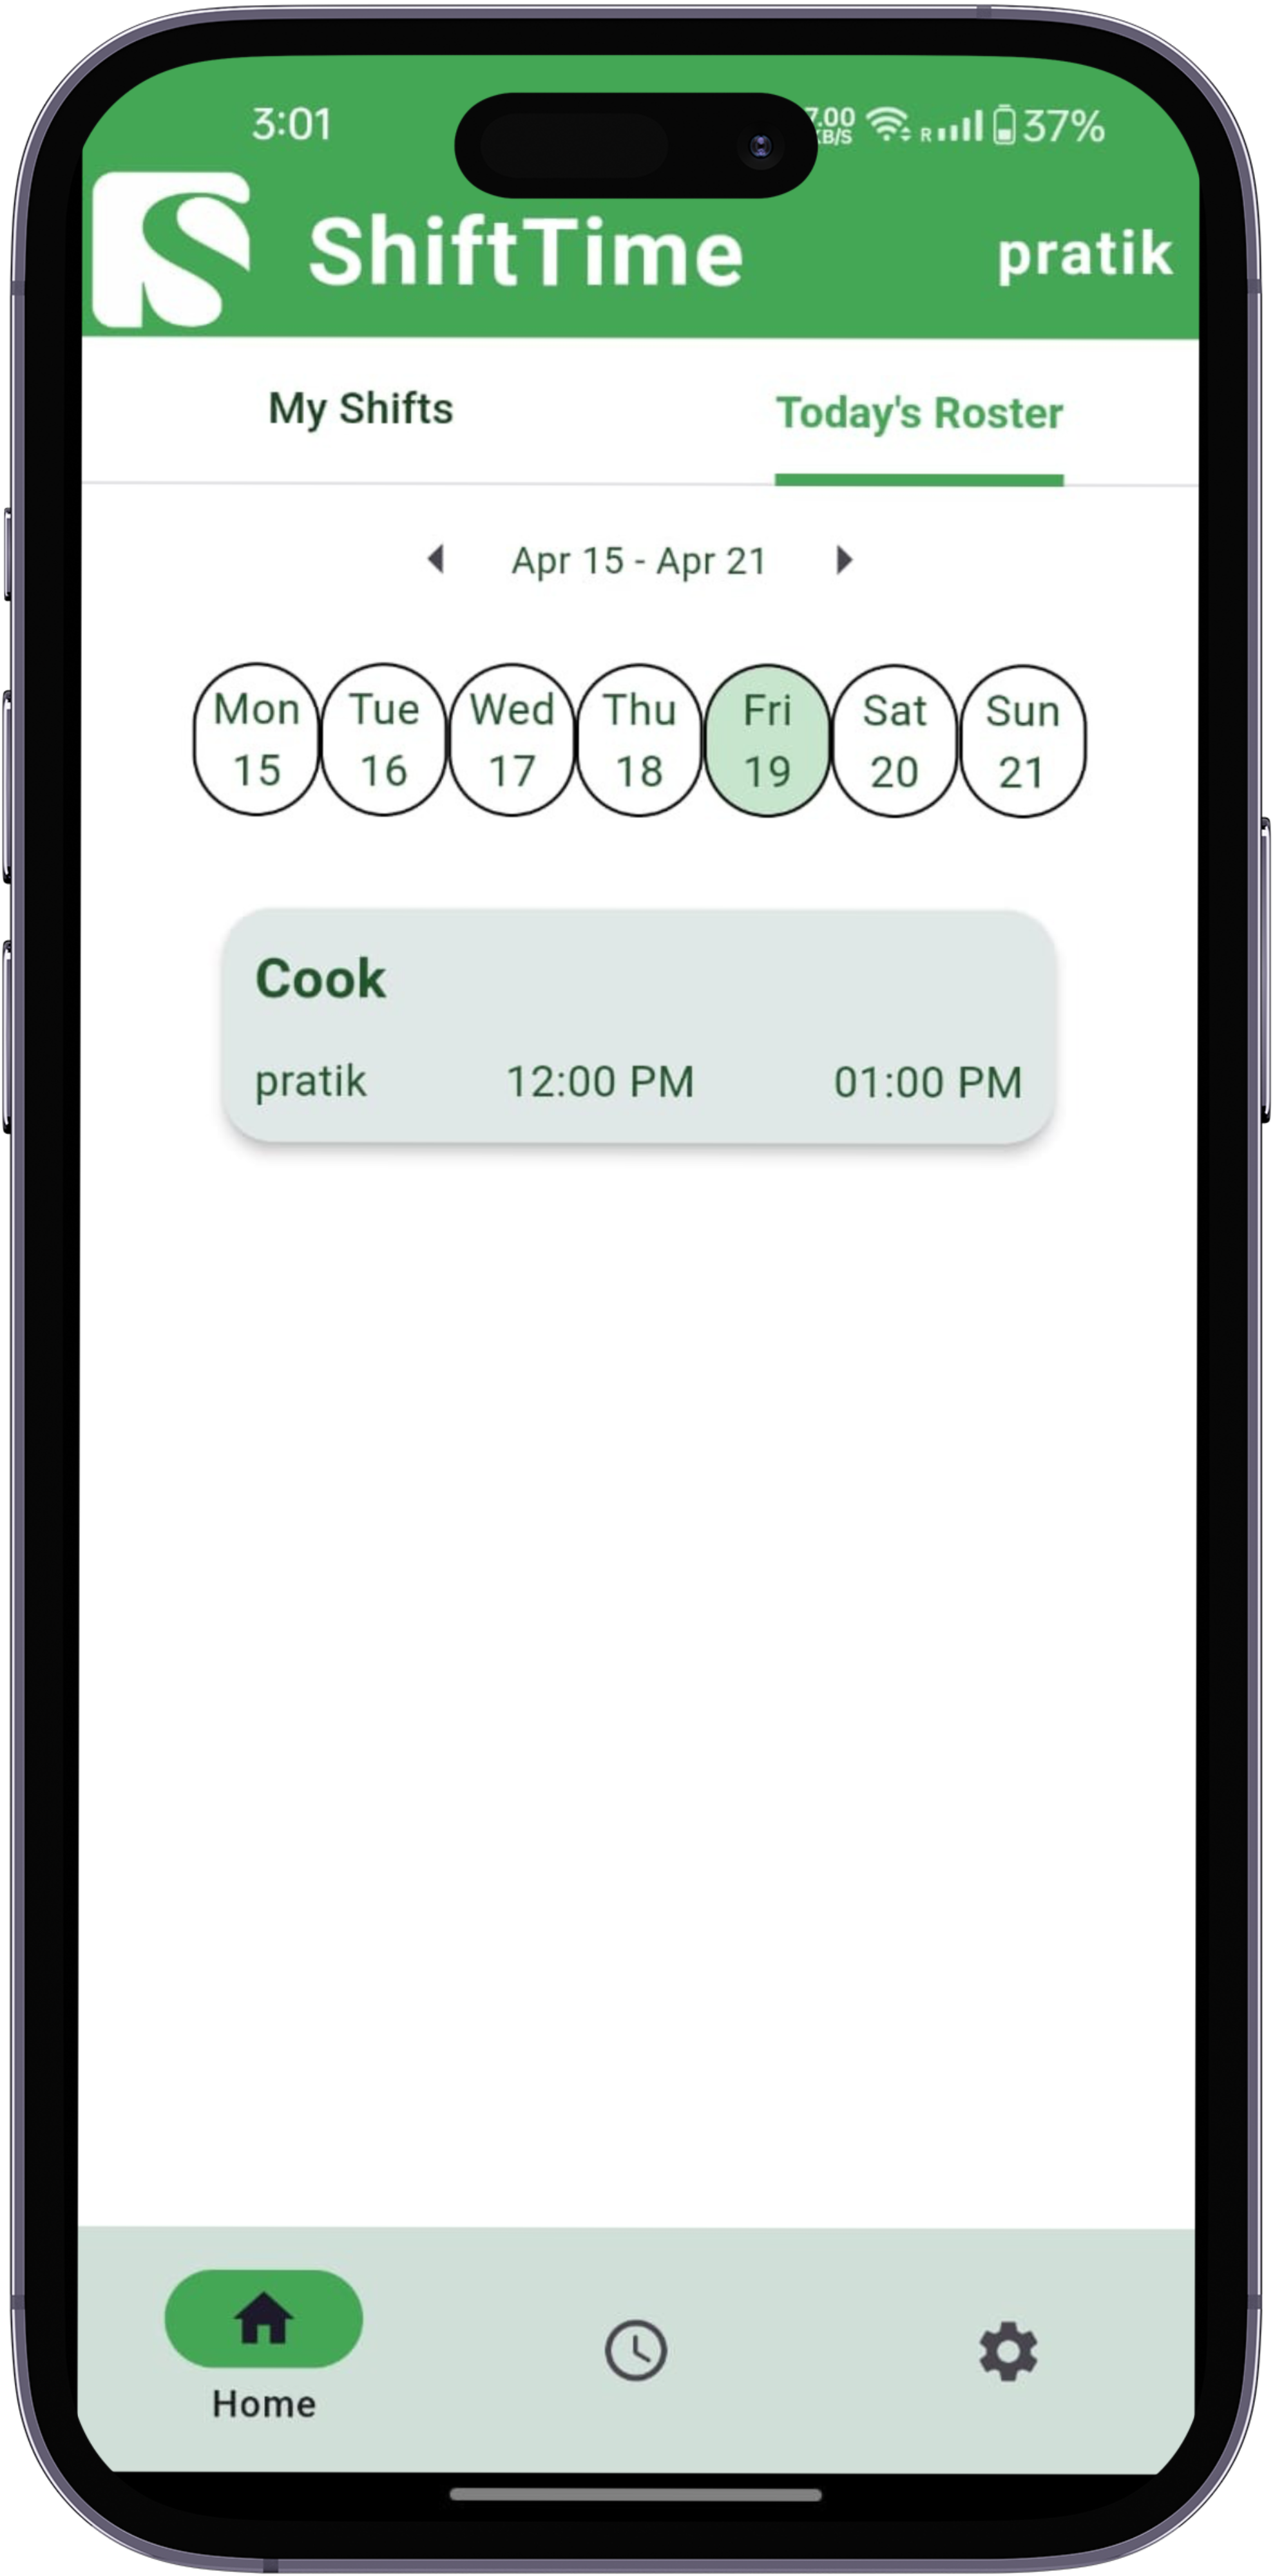 3:01
7.00
KB/S
R
37%
ShiftTime
pratik
My Shifts
Today's Roster
Apr 15 - Apr 21
Mon Tue Wed Thu Fri Sat Sun
15 16 17 18 19 20 21
Cook
pratik 12:00 PM 01:00 PM
Home